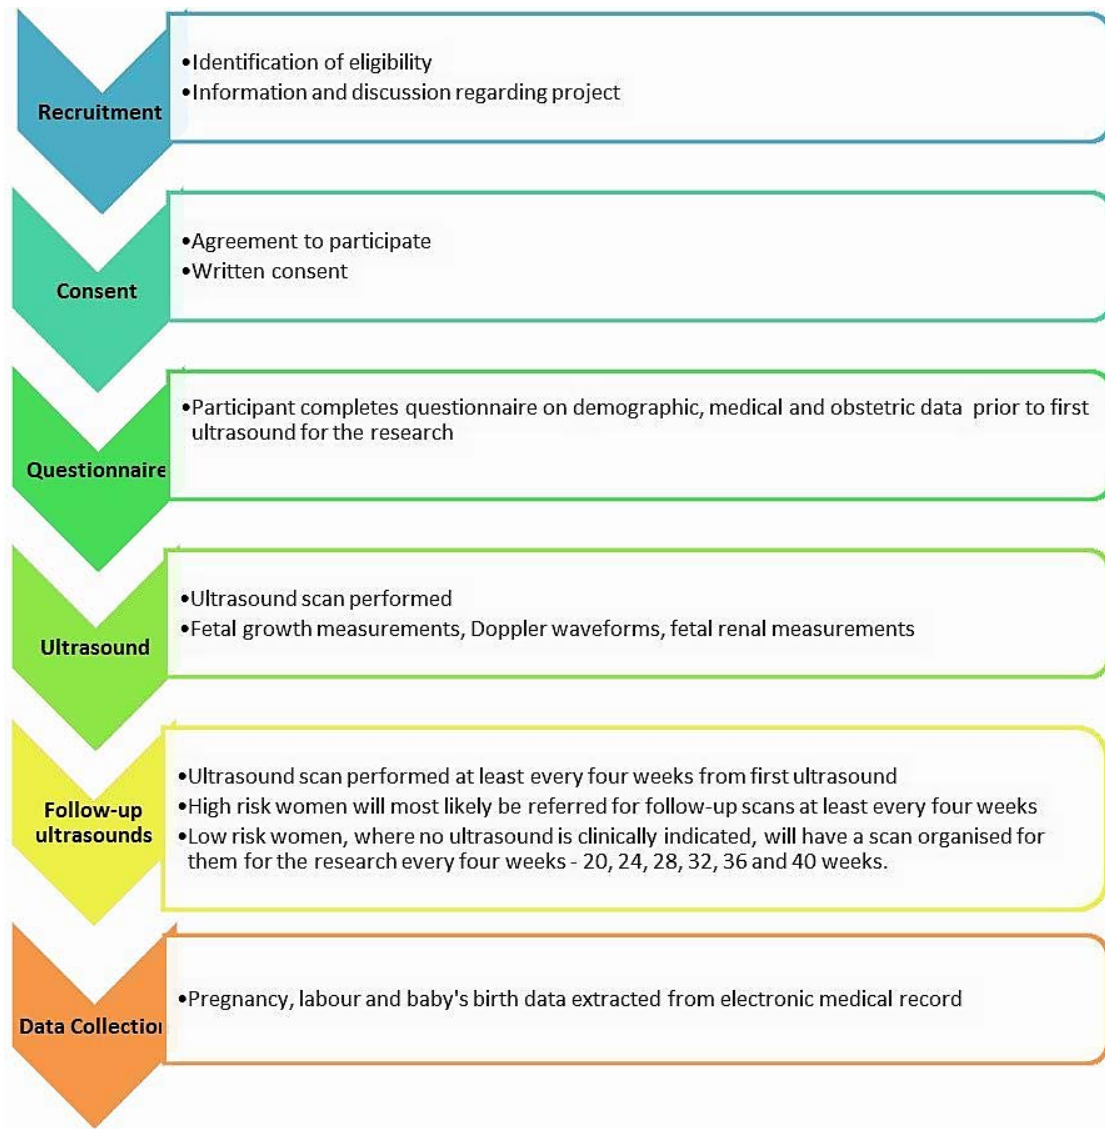 Recruitment
•Identification of eligibility
•Information and discussion regarding project
Consent
•Agreement to participate
•Written consent
Questionnaire
•Participant completes questionnaire on demographic, medical and obstetric data prior to first
ultrasound for the research
Ultrasound
•Ultrasound scan performed
•Fetal growth measurements, Doppler waveforms, fetal renal measurements
Follow-up
ultrasounds
•Ultrasound scan performed at least every four weeks from first ultrasound
•High risk women will most likely be referred for follow-up scans at least every four weeks
•Low risk women, where no ultrasound is clinically indicated, will have a scan organised for
them for the research every four weeks - 20, 24, 28, 32, 36 and 40 weeks.
Data Collection
•Pregnancy, labour and baby's birth data extracted from electronic medical record